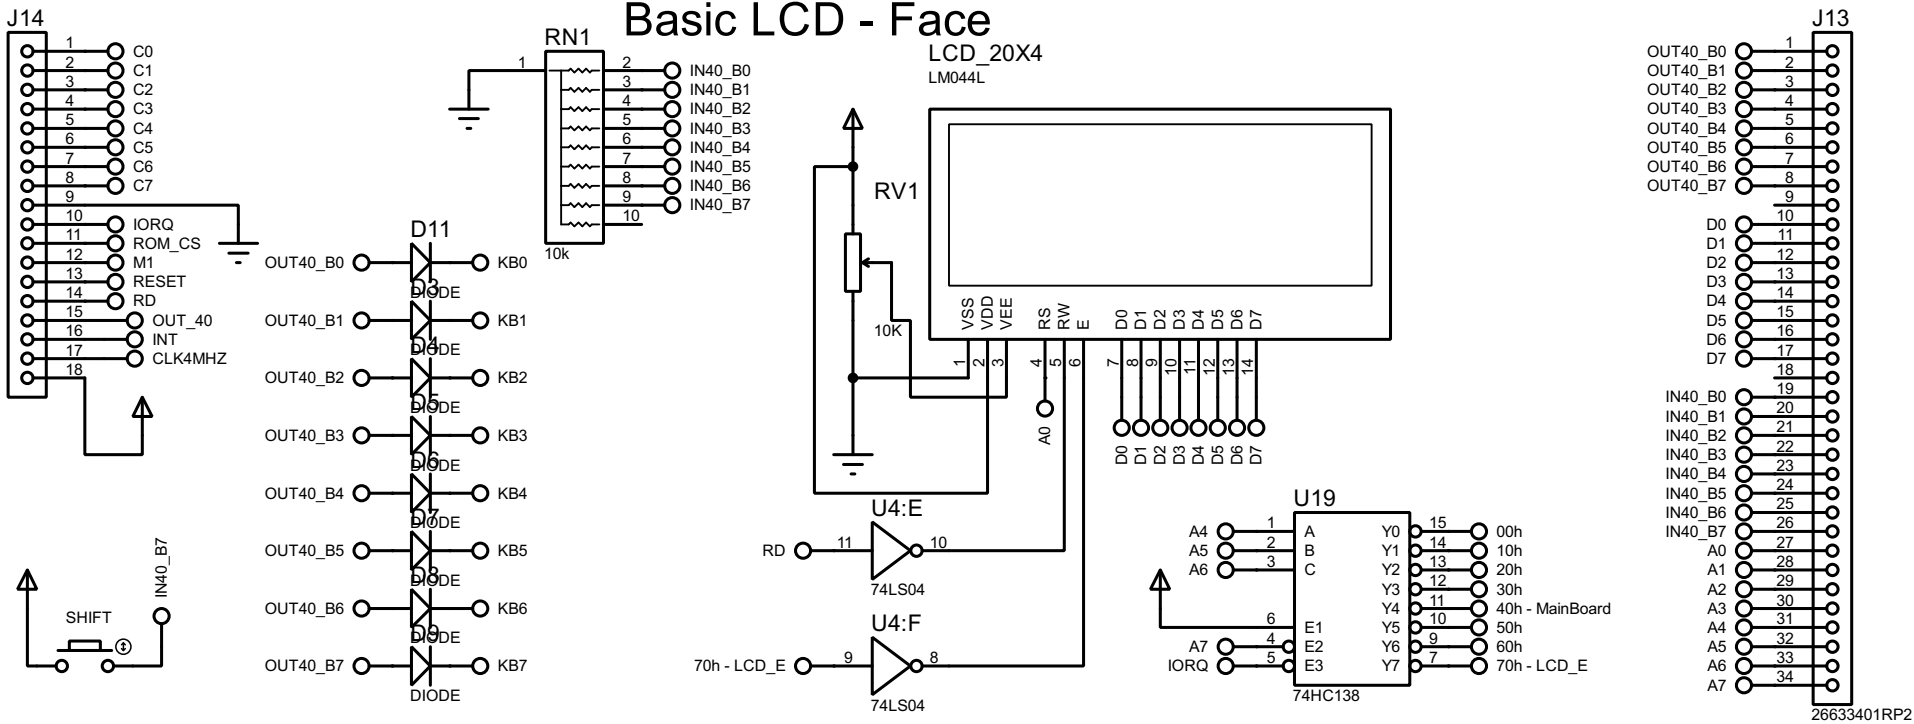 Basic LCD - Face
J14
1 C0
2 C1
3 C2
4 C3
5 C4
6 C5
7 C6
8 C7
9
10 IORQ
11 ROM_CS
12 M1
13 RESET
14 RD
15 OUT_40
16 INT
17 CLK4MHZ
18
SHIFT
IN40_B7
RN1
1
2 IN40_B0
3 IN40_B1
4 IN40_B2
5 IN40_B3
6 IN40_B4
7 IN40_B5
8 IN40_B6
9 IN40_B7
10
10k
D11
OUT40_B0 KB0
DIODE
D3
OUT40_B1 KB1
DIODE
D4
OUT40_B2 KB2
DIODE
D5
OUT40_B3 KB3
DIODE
D6
OUT40_B4 KB4
DIODE
D7
OUT40_B5 KB5
DIODE
D8
OUT40_B6 KB6
DIODE
D9
OUT40_B7 KB7
DIODE
LCD_20X4
LM044L
RV1
10K
VSS VDD VEE RS RW E D0 D1 D2 D3 D4 D5 D6 D7
1 2 3 4 5 6 7 8 9 10 11 12 13 14
A0 D0 D1 D2 D3 D4 D5 D6 D7
U4:E
RD 11 10
74LS04
U4:F
70h - LCD_E 9 8
74LS04
U19
A4 1 A Y0 15 00h
A5 2 B Y1 14 10h
A6 3 C Y2 13 20h
Y3 12 30h
Y4 11 40h - MainBoard
6 E1 Y5 10 50h
A7 4 E2 Y6 9 60h
IORQ 5 E3 Y7 7 70h - LCD_E
74HC138
J13
OUT40_B0 1
OUT40_B1 2
OUT40_B2 3
OUT40_B3 4
OUT40_B4 5
OUT40_B5 6
OUT40_B6 7
OUT40_B7 8
9
D0 10
D1 11
D2 12
D3 13
D4 14
D5 15
D6 16
D7 17
18
IN40_B0 19
IN40_B1 20
IN40_B2 21
IN40_B3 22
IN40_B4 23
IN40_B5 24
IN40_B6 25
IN40_B7 26
A0 27
A1 28
A2 29
A3 30
A4 31
A5 32
A6 33
A7 34
26633401RP2